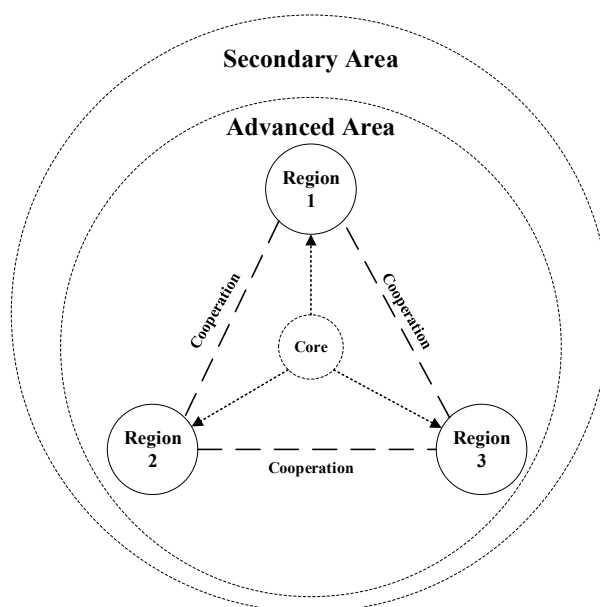 Secondary Area
Advanced Area
Region
1
Cooperation
Cooperation
Core
Region
2
Region
3
Cooperation